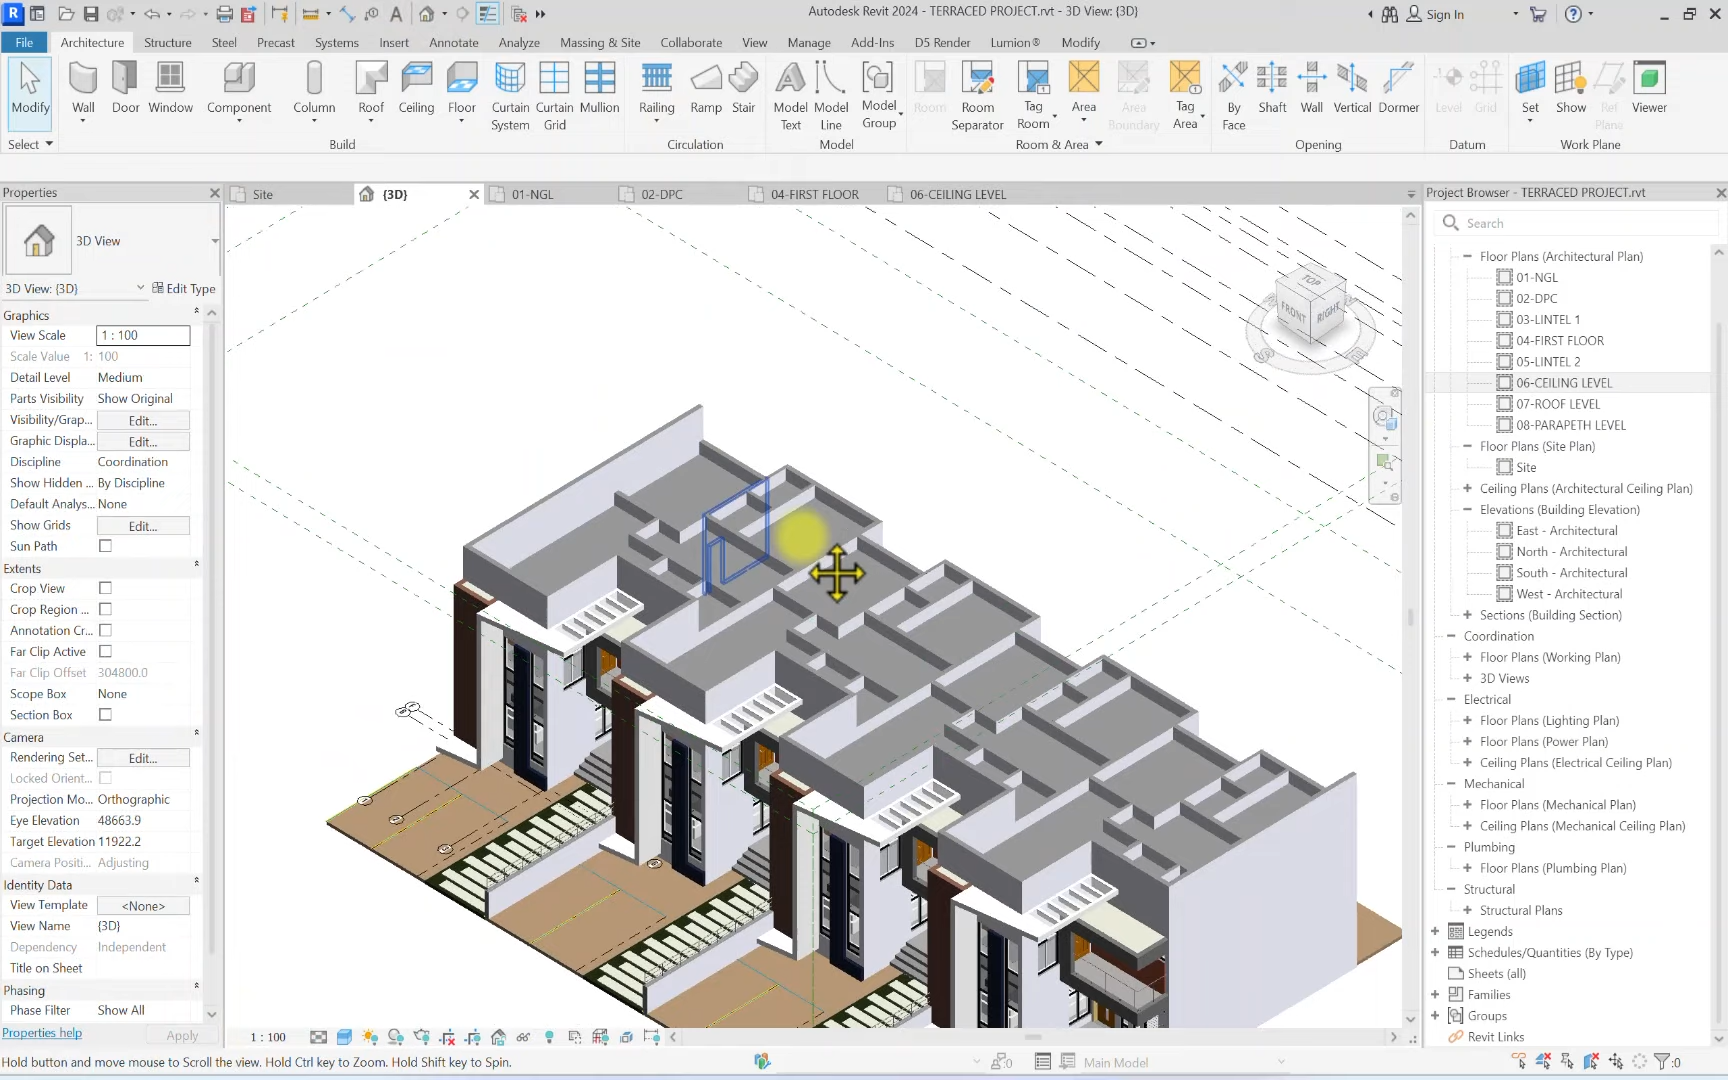 Autodesk Revit 2024 - TERRACED PROJECT.rvt - 3D View: {3D}
Sign In
File Architecture Structure Steel Precast Systems Insert Annotate Analyze Massing & Site Collaborate View Manage Add-Ins D5 Render Lumion® Modify
Modify Wall Door Window Component Column Roof Ceiling Floor Curtain System Curtain Grid Mullion Railing Ramp Stair Model Text Model Line Model Group Room Room Separator Tag Room Area Area Boundary Tag Area By Face Shaft Wall Vertical Dormer Level Grid Set Show Ref Plane Viewer
Select Build Circulation Model Room & Area Opening Datum Work Plane
Properties
Site {3D} 01-NGL 02-DPC 04-FIRST FLOOR 06-CEILING LEVEL
3D View
3D View: {3D} Edit Type
Graphics
View Scale 1 : 100
Scale Value 1: 100
Detail Level Medium
Parts Visibility Show Original
Visibility/Grap... Edit...
Graphic Displa... Edit...
Discipline Coordination
Show Hidden ... By Discipline
Default Analys... None
Show Grids Edit...
Sun Path
Extents
Crop View
Crop Region ...
Annotation Cr...
Far Clip Active
Far Clip Offset 304800.0
Scope Box None
Section Box
Camera
Rendering Set... Edit...
Locked Orient...
Projection Mo... Orthographic
Eye Elevation 48663.9
Target Elevation 11922.2
Camera Positi... Adjusting
Identity Data
View Template <None>
View Name {3D}
Dependency Independent
Title on Sheet
Phasing
Phase Filter Show All
Properties help Apply
TOP
FRONT
RIGHT
S
E
1 : 100
Project Browser - TERRACED PROJECT.rvt
Search
Floor Plans (Architectural Plan)
01-NGL
02-DPC
03-LINTEL 1
04-FIRST FLOOR
05-LINTEL 2
06-CEILING LEVEL
07-ROOF LEVEL
08-PARAPETH LEVEL
Floor Plans (Site Plan)
Site
Ceiling Plans (Architectural Ceiling Plan)
Elevations (Building Elevation)
East - Architectural
North - Architectural
South - Architectural
West - Architectural
Sections (Building Section)
Coordination
Floor Plans (Working Plan)
3D Views
Electrical
Floor Plans (Lighting Plan)
Floor Plans (Power Plan)
Ceiling Plans (Electrical Ceiling Plan)
Mechanical
Floor Plans (Mechanical Plan)
Ceiling Plans (Mechanical Ceiling Plan)
Plumbing
Floor Plans (Plumbing Plan)
Structural
Structural Plans
Legends
Schedules/Quantities (By Type)
Sheets (all)
Families
Groups
Revit Links
Hold button and move mouse to Scroll the view. Hold Ctrl key to Zoom. Hold Shift key to Spin.
:0 Main Model :0